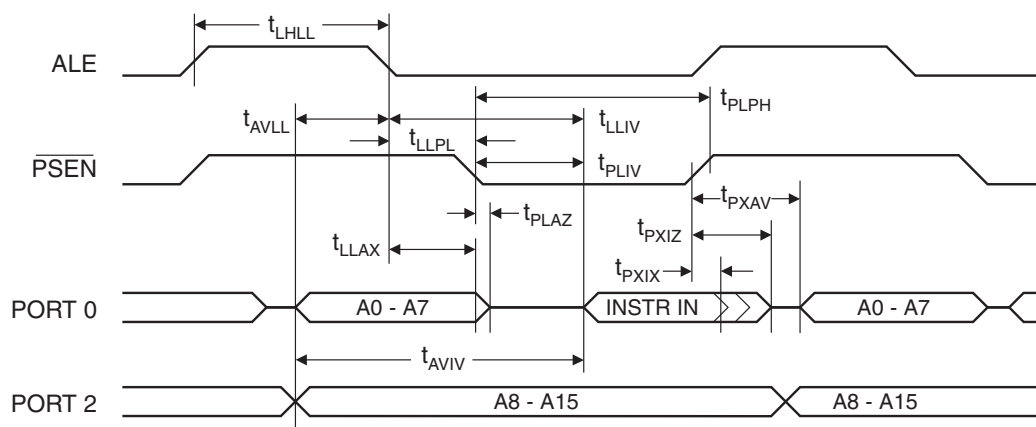 tLHLL
ALE
tPLPH
tAVLL
tLLIV
tLLPL
PSEN
tPLIV
tPXAV
tPLAZ
tPXIZ
tLLAX
tPXIX
PORT 0
A0 - A7
INSTR IN
A0 - A7
tAVIV
PORT 2
A8 - A15
A8 - A15